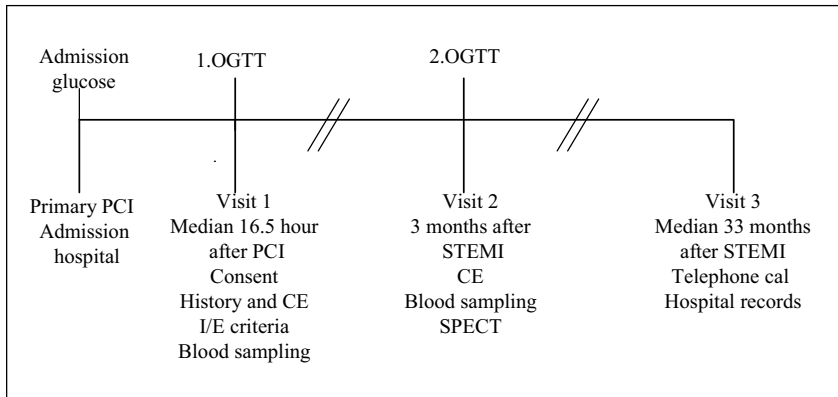 Admission
glucose
1.OGTT
2.OGTT
Primary PCI
Admission
hospital
Visit 1
Median 16.5 hour
after PCI
Consent
History and CE
I/E criteria
Blood sampling
Visit 2
3 months after
STEMI
CE
Blood sampling
SPECT
Visit 3
Median 33 months
after STEMI
Telephone cal
Hospital records